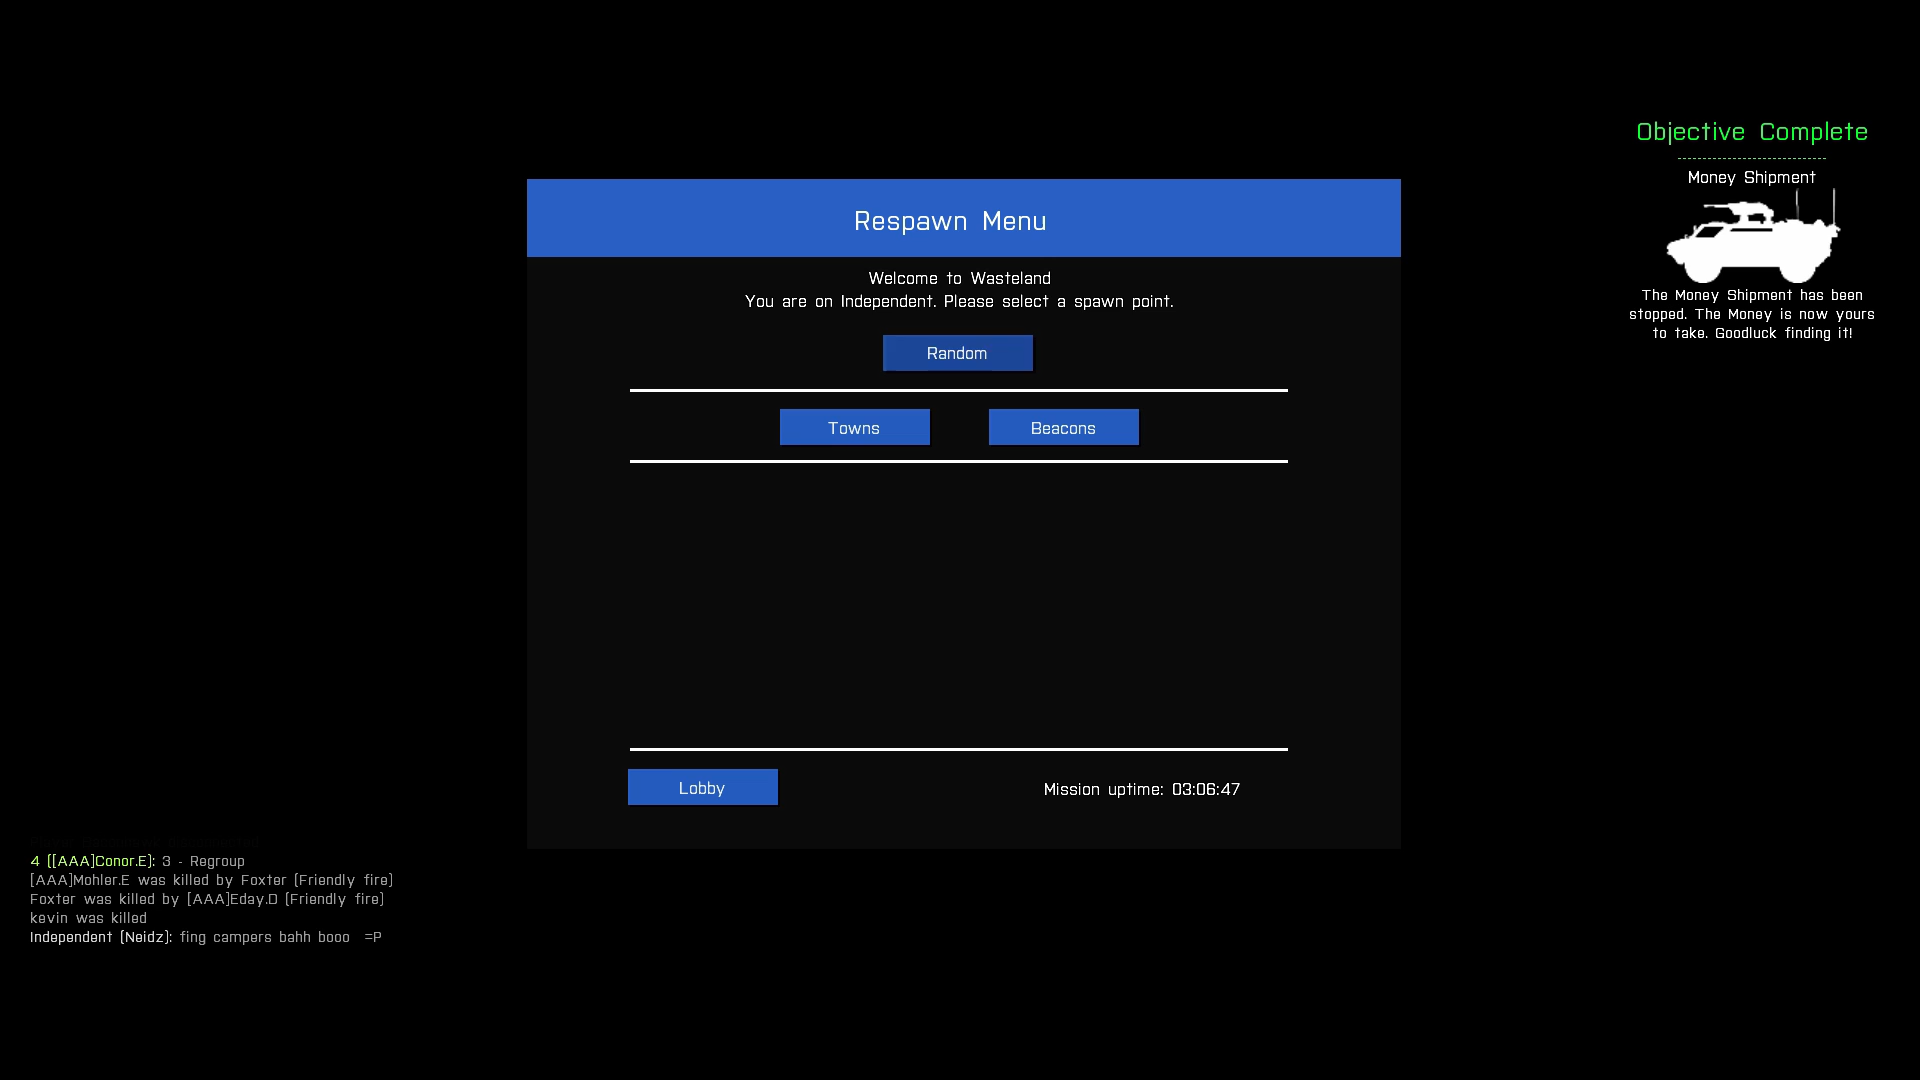 Objective Complete
Money Shipment
The Money Shipment has been
stopped. The Money is now yours
to take. Goodluck finding it!
Respawn Menu
Welcome to Wasteland
You are on Independent. Please select a spawn point.
Random
Towns
Beacons
Lobby
Mission uptime: 03:06:47
4 ([AAA]Conor.E): 3 - Regroup
[AAA]Mohler.E was killed by Foxter (Friendly fire)
Foxter was killed by [AAA]Eday.D (Friendly fire)
kevin was killed
Independent (Neidz): fing campers bahh booo =P